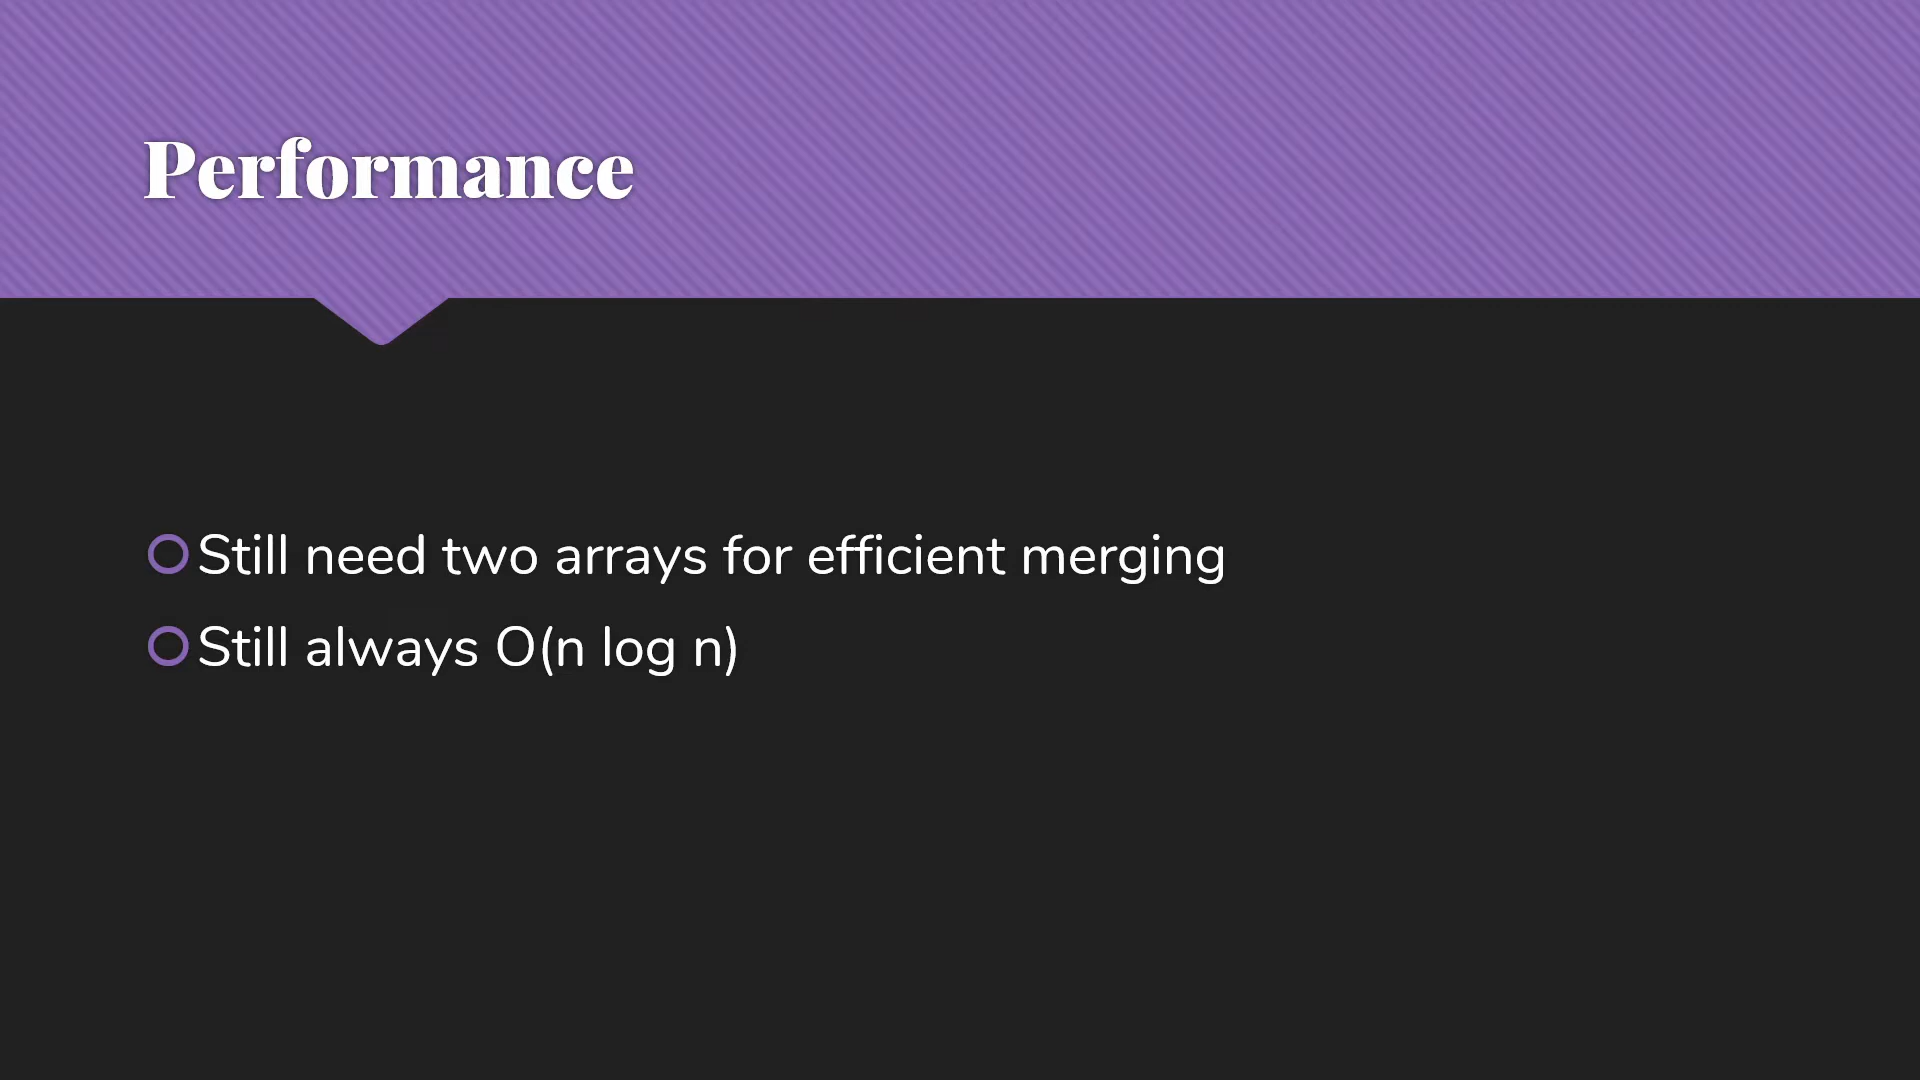 Performance
Still need two arrays for efficient merging
Still always O(n log n)